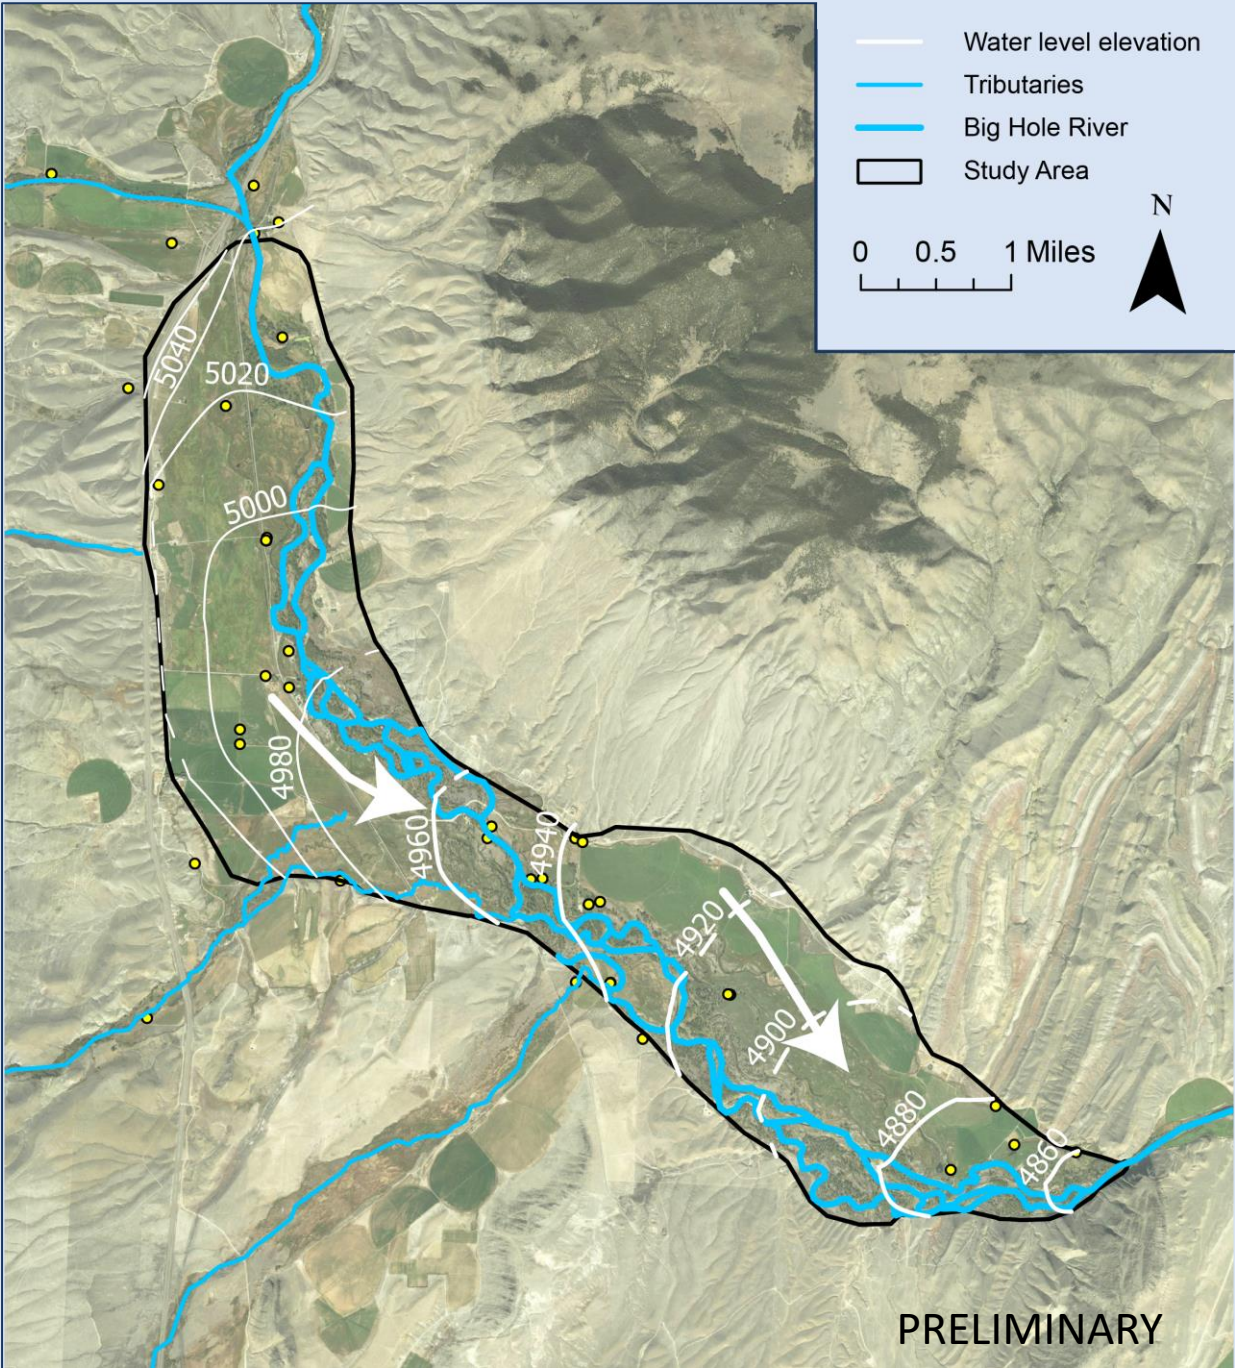 Water level elevation
Tributaries
Big Hole River
Study Area
N
0 0.5 1 Miles
5040
5020
5000
4980
4960
4940
4920
4900
4880
4860
PRELIMINARY